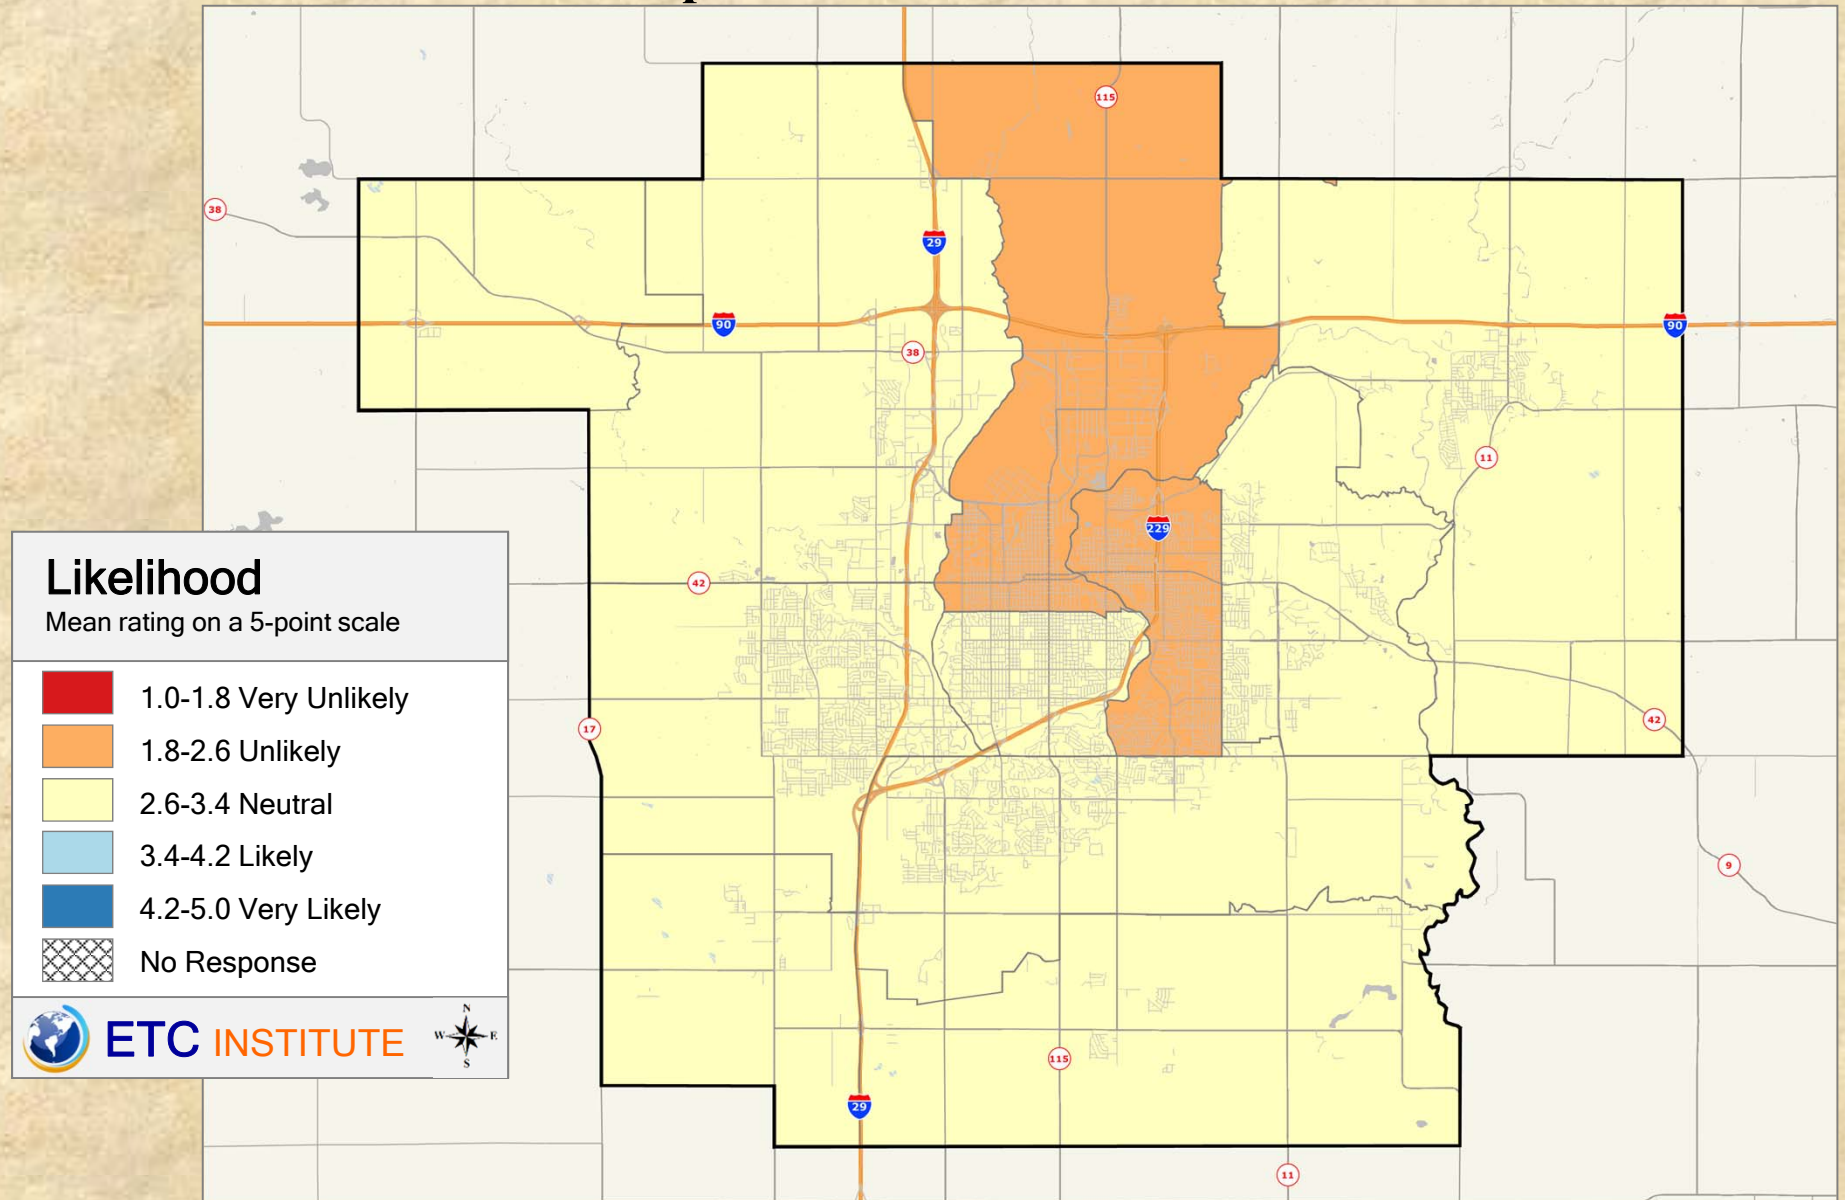 115
38
29
90
90
38
11
229
42
17
42
9
115
29
11
Likelihood
Mean rating on a 5-point scale
1.0-1.8 Very Unlikely
1.8-2.6 Unlikely
2.6-3.4 Neutral
3.4-4.2 Likely
4.2-5.0 Very Likely
No Response
ETC INSTITUTE
N
W E
S